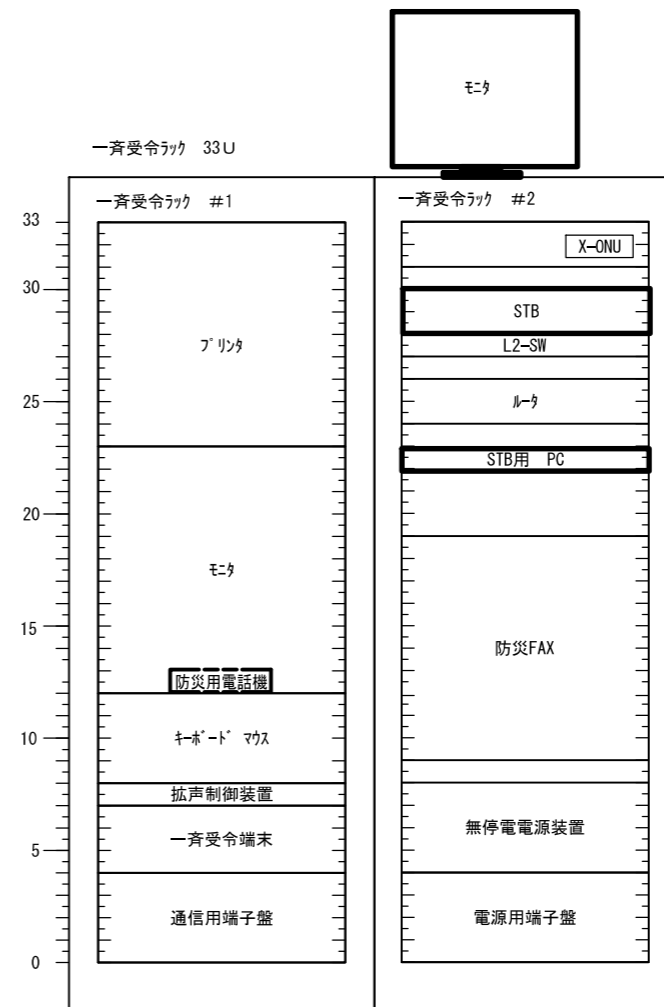 モニタ
一斉受令ラック 33U
一斉受令ラック #1
一斉受令ラック #2
33
30
25
20
15
10
5
0
プリンタ
モニタ
防災用電話機
キーボード マウス
拡声制御装置
一斉受令端末
通信用端子盤
X-ONU
STB
L2-SW
ルータ
STB用 PC
防災FAX
無停電電源装置
電源用端子盤